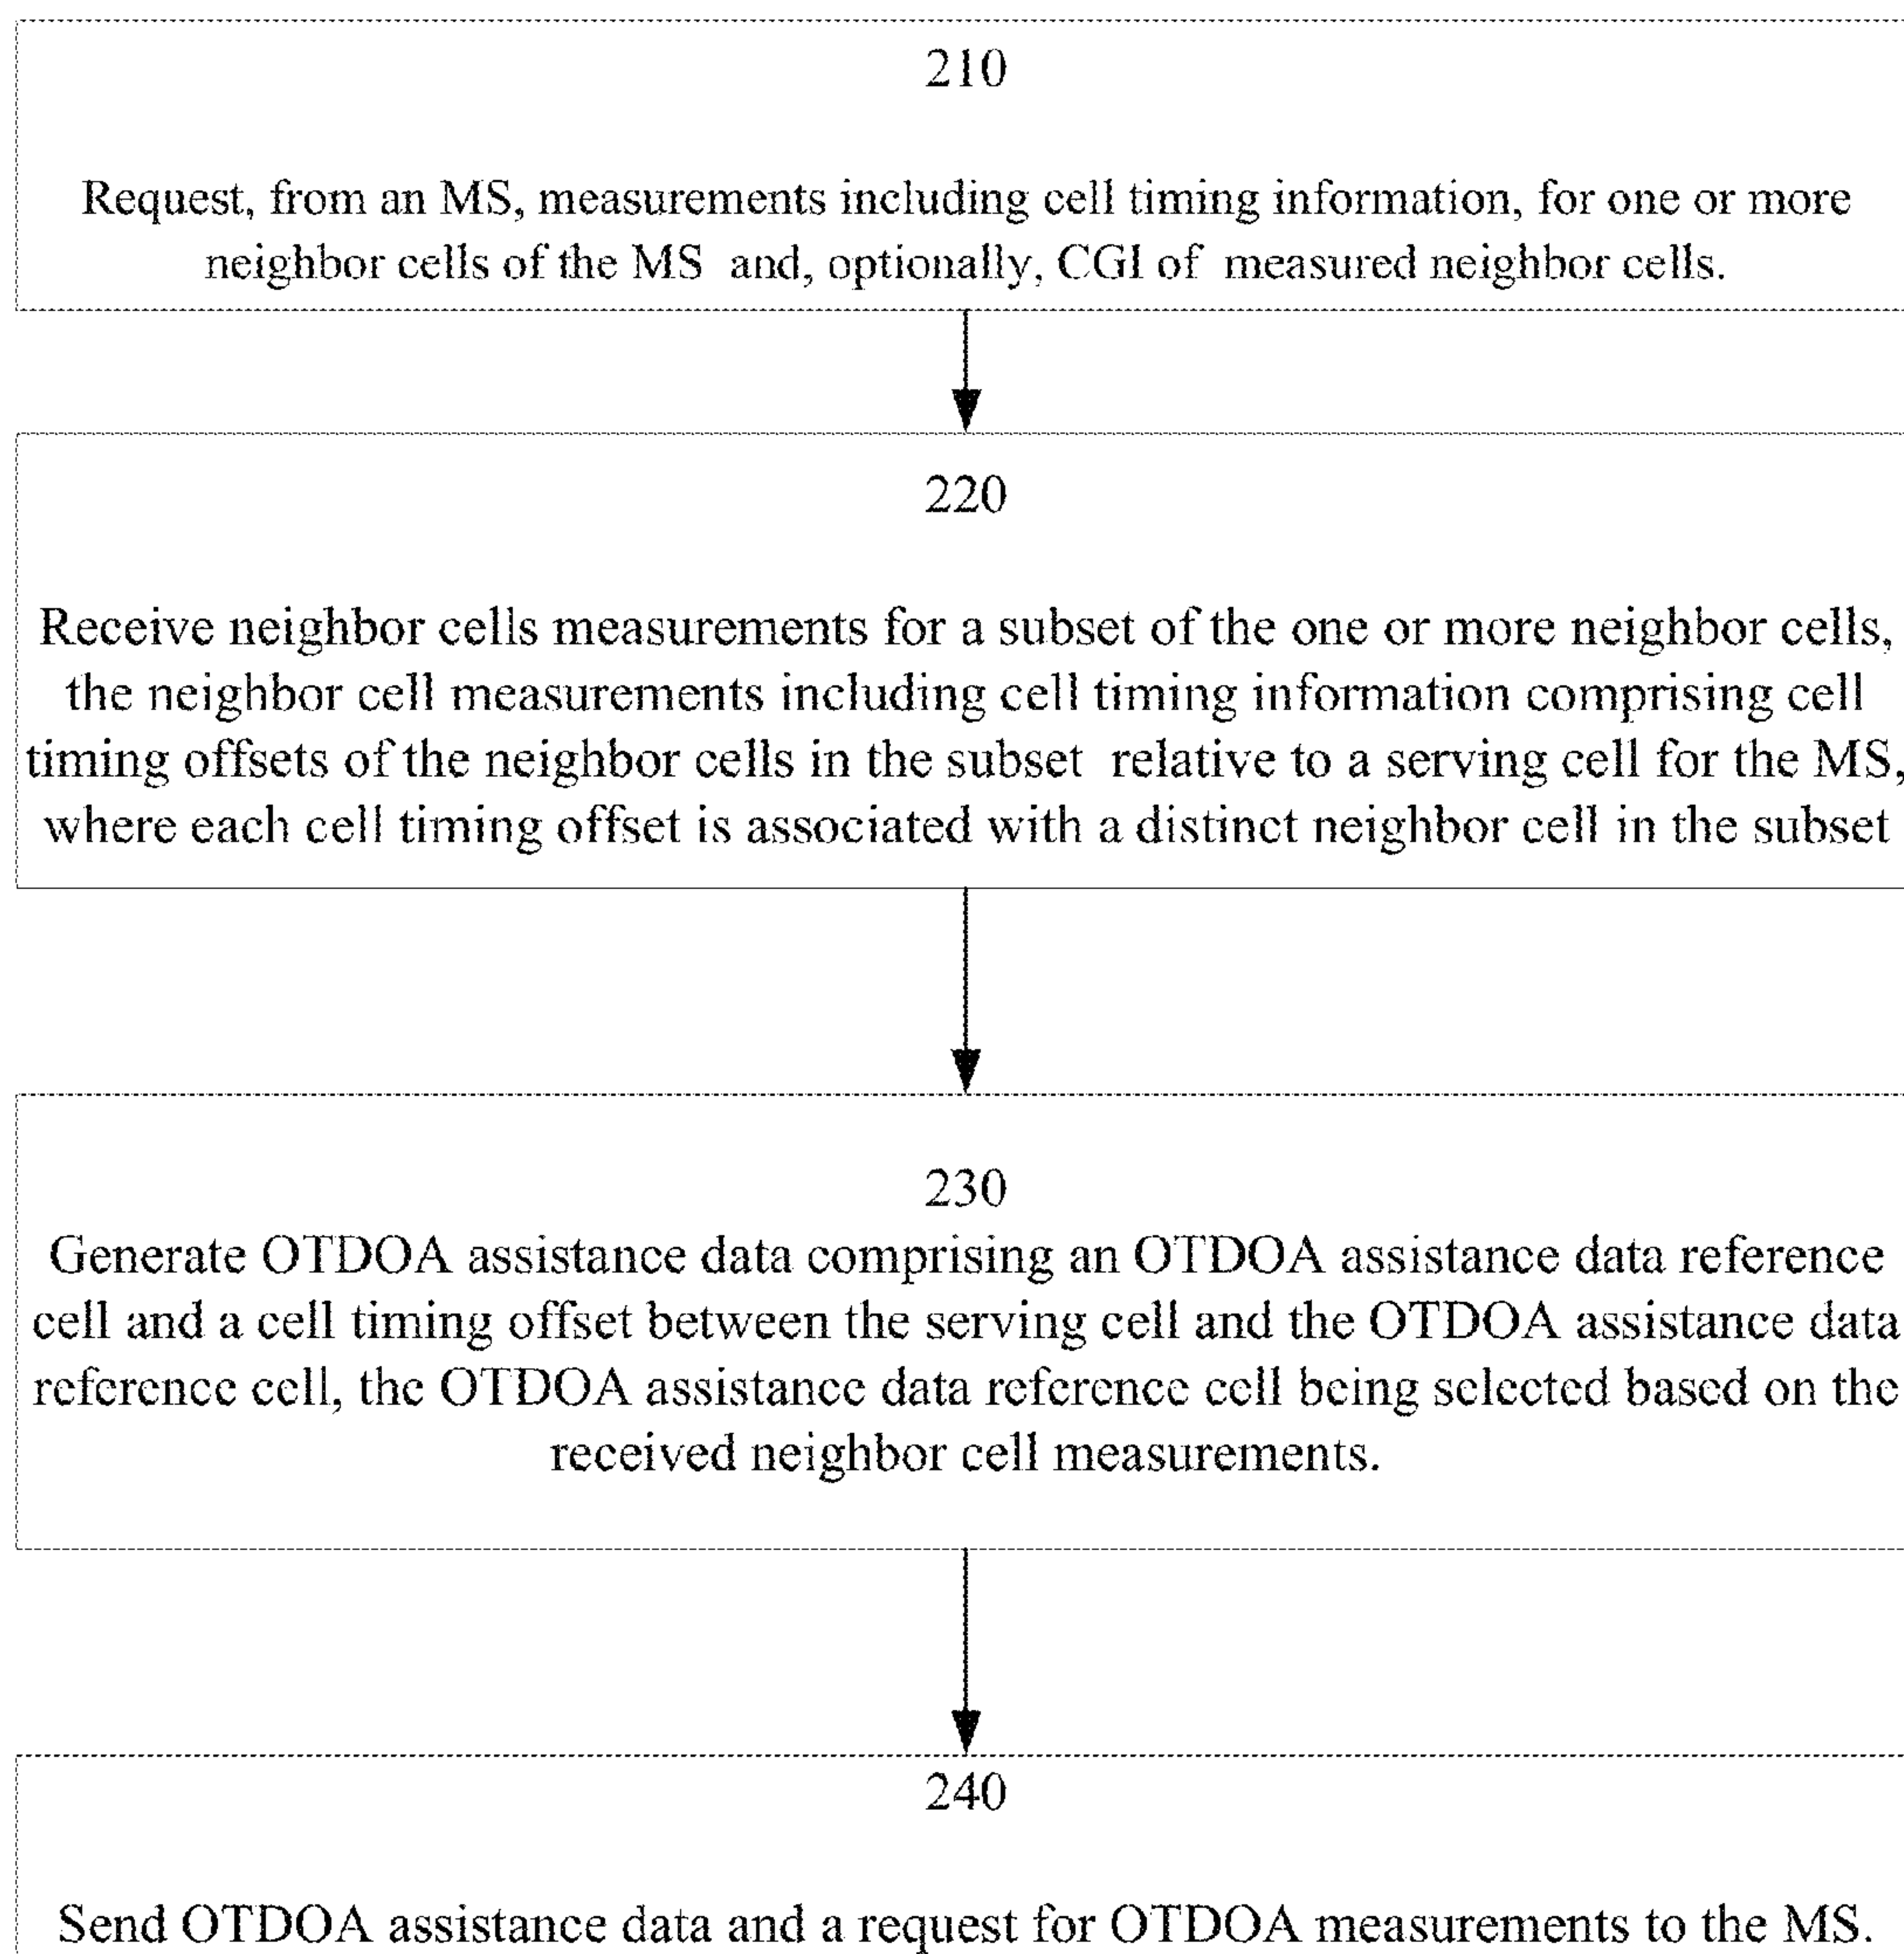 210
Request, from an MS, measurements including cell timing information, for one or more
neighbor cells of the MS and, optionally, CGI of measured neighbor cells.
220
Receive neighbor cells measurements for a subset of the one or more neighbor cells,
the neighbor cell measurements including cell timing information comprising cell
timing offsets of the neighbor cells in the subset relative to a serving cell for the MS,
where each cell timing offset is associated with a distinct neighbor cell in the subset
230
Generate OTDOA assistance data comprising an OTDOA assistance data reference
cell and a cell timing offset between the serving cell and the OTDOA assistance data
reference cell, the OTDOA assistance data reference cell being selected based on the
received neighbor cell measurements.
240
Send OTDOA assistance data and a request for OTDOA measurements to the MS.